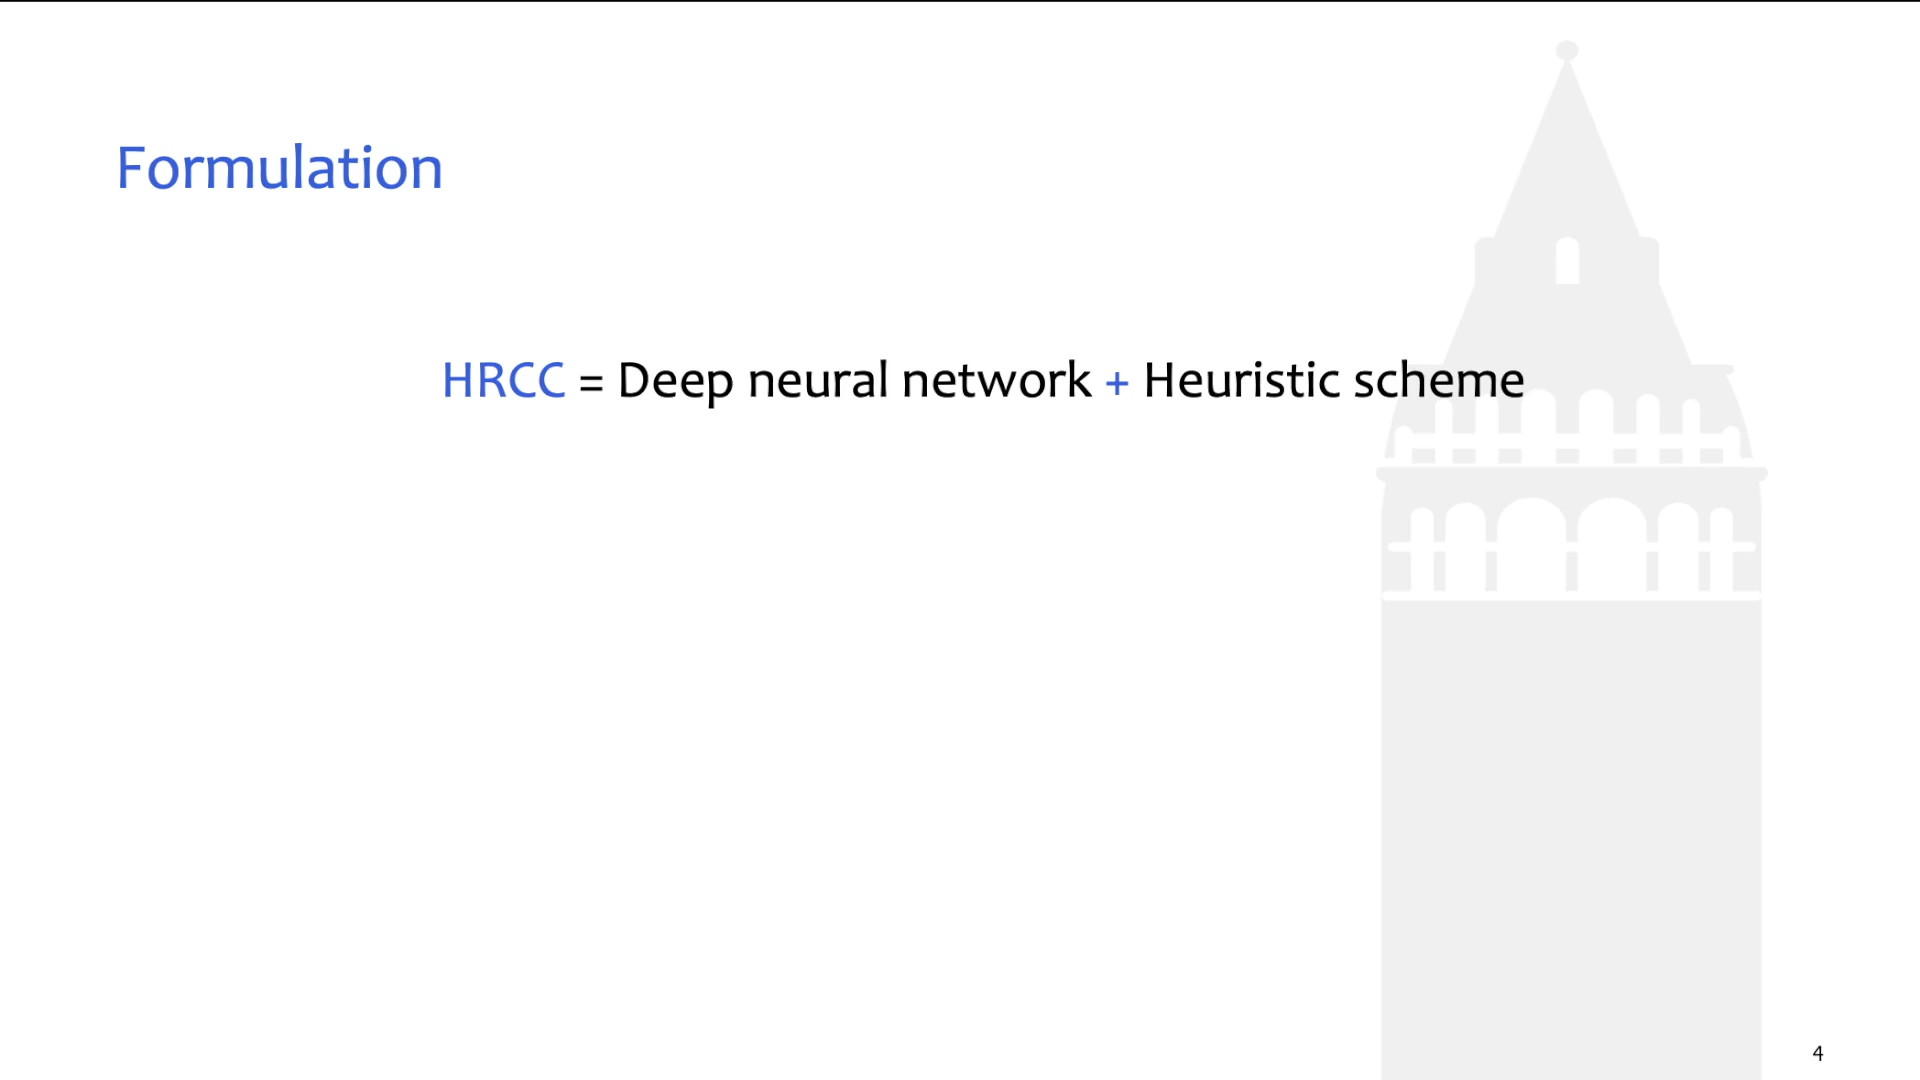 Formulation
HRCC = Deep neural network + Heuristic scheme
4